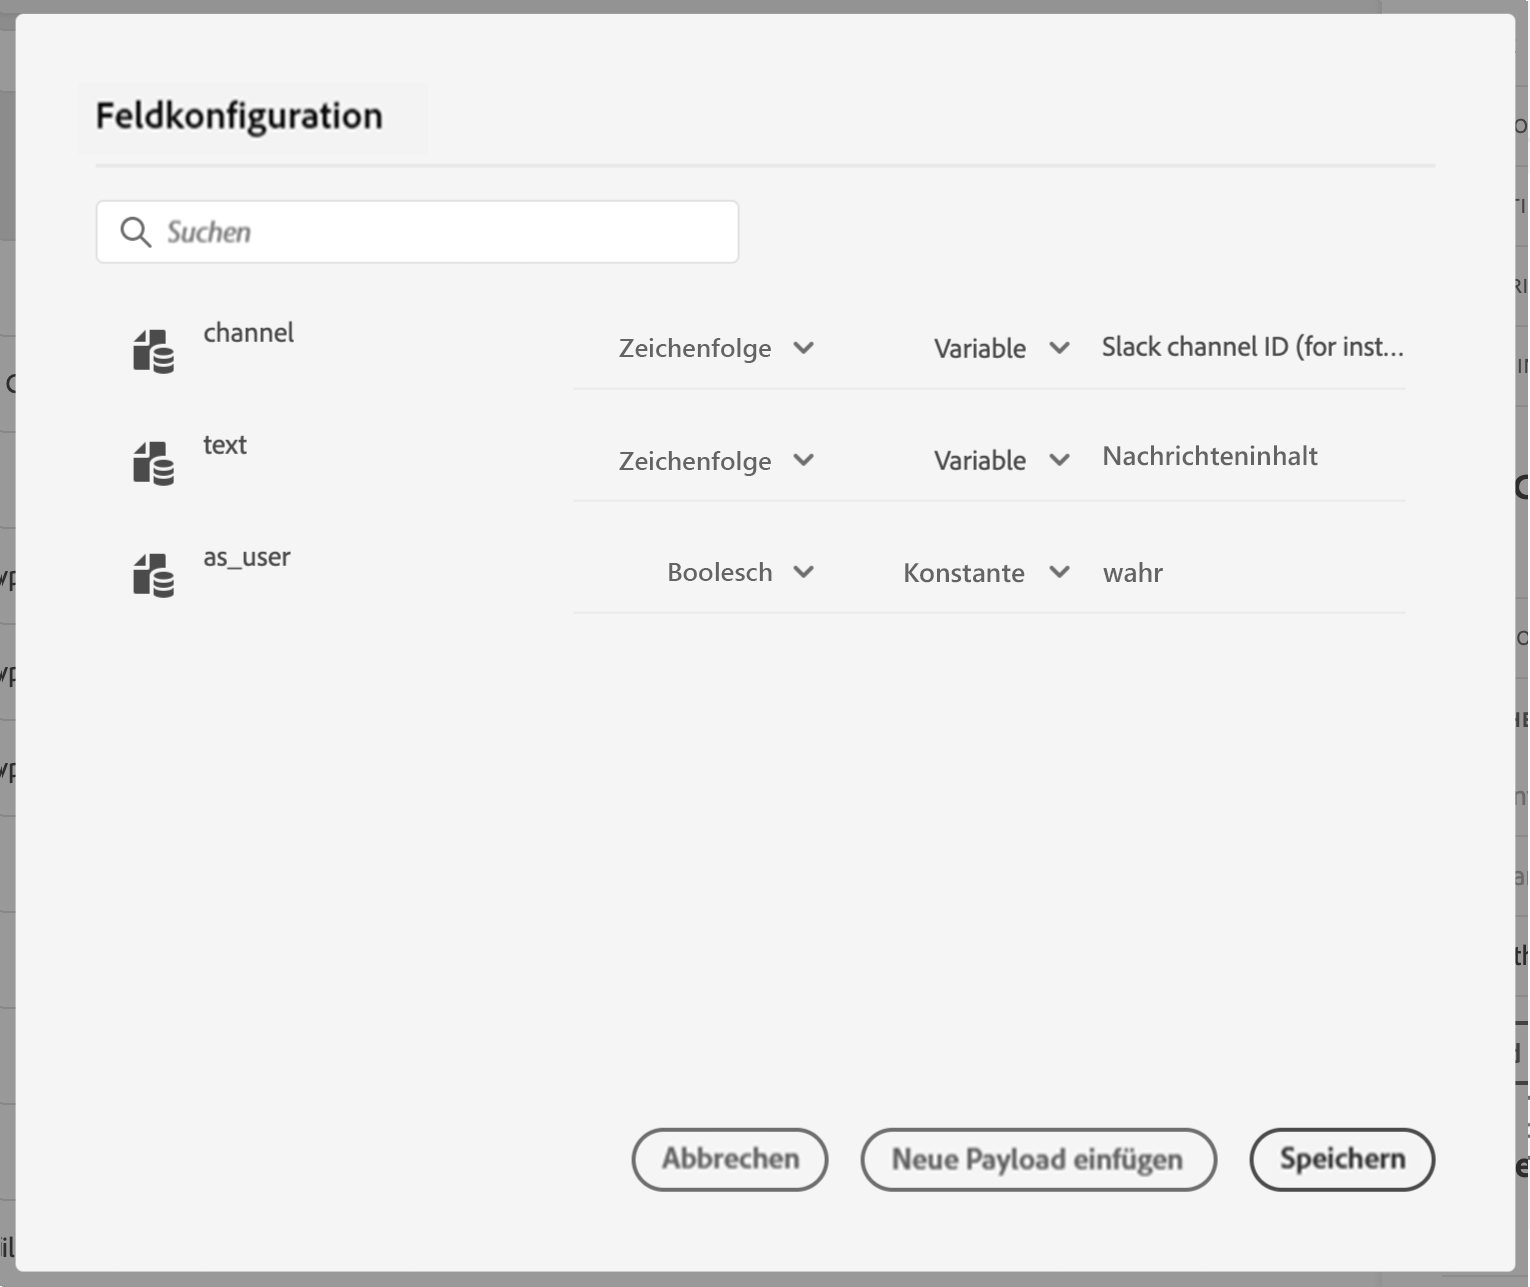 Feldkonfiguration
Suchen
channel Zeichenfolge Variable Slack channel ID (for inst...
text Zeichenfolge Variable Nachrichteninhalt
as_user Boolesch Konstante wahr
Abbrechen Neue Payload einfügen Speichern